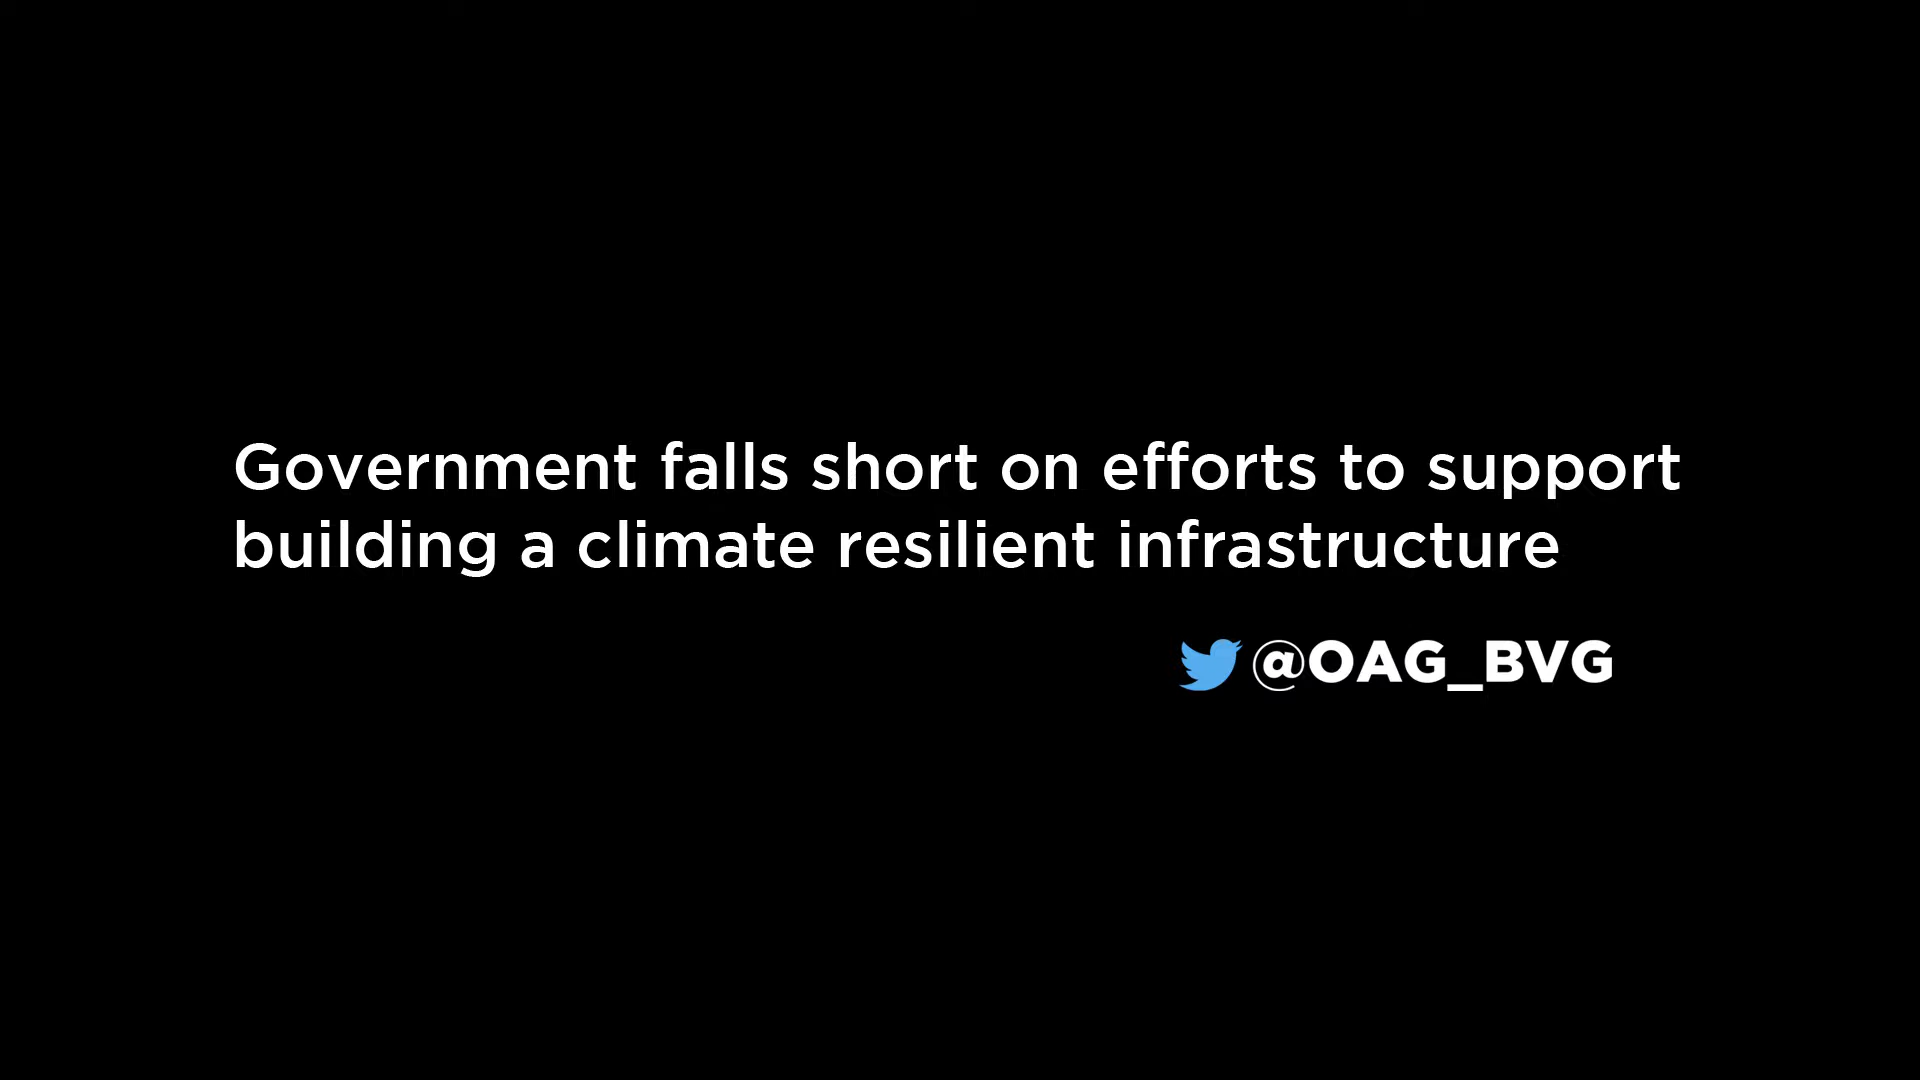 Government falls short on efforts to support
building a climate resilient infrastructure
@OAG_BVG